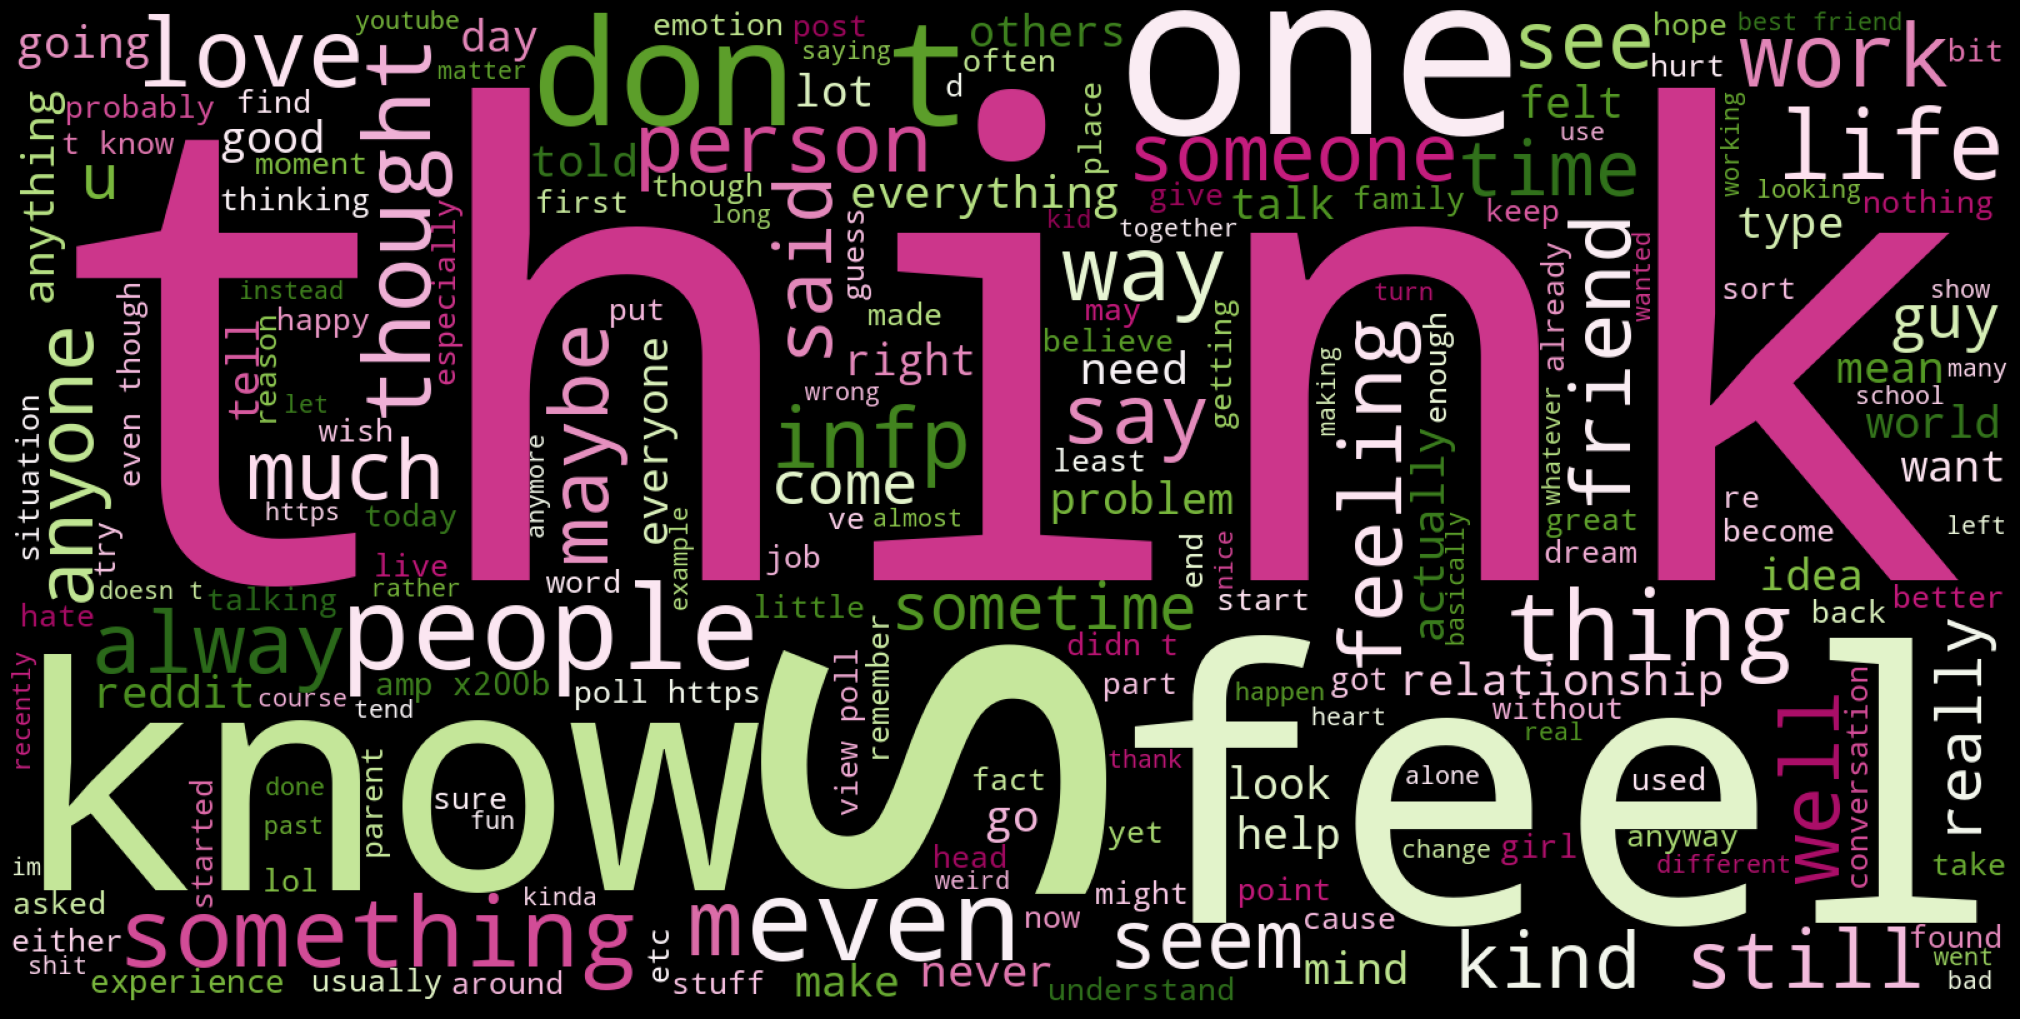 going
love
youtube
day
emotion
post
saying
others
often
one
see
hope
best friend
work
bit
matter
don t
lot
d
hurt
probably
find
t know
good
thought
person
told
place
someone
felt
use
time
working
life
anything
u
moment
thinking
first
though
long
said
everything
kid
give
talk
family
keep
looking
nothing
type
together
especially
guess
way
friend
wanted
think
instead
happy
reason
tell
even though
put
made
may
turn
believe
getting
sort
show
guy
anyone
let
wish
maybe
everyone
right
wrong
need
say
feeling
making
enough
already
whatever
mean
many
school
world
situation
much
https
today
try
anymore
infp
come
ve
almost
least
problem
actually
basically
great
dream
want
re
become
left
doesn t
live
rather
word
example
job
end
nice
start
idea
back
better
hate
talking
alway
people
little
sometime
thing
recently
reddit
course
tend
amp x200b
poll https
view poll
remember
didn t
part
happen
got
heart
relationship
without
real
really
know
s
feel
well
conversation
started
done
past
parent
sure
fun
fact
go
thank
yet
look
help
alone
change
girl
used
anyway
different
take
im
lol
head
weird
asked
either
shit
something
kinda
m
even
now
might
point
seem
cause
kind
still
found
went
bad
experience
usually
around
etc
stuff
make
never
understand
mind